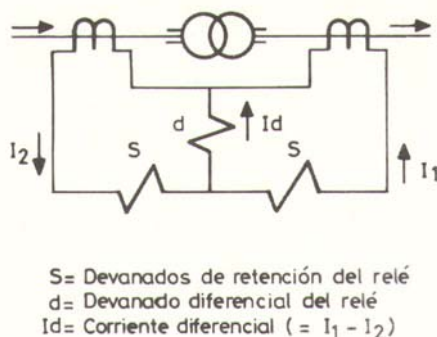 d
Id
I2
S
S
I1
S= Devanados de retención del relé
d= Devanado diferencial del relé
Id= Corriente diferencial (= I1 - I2)